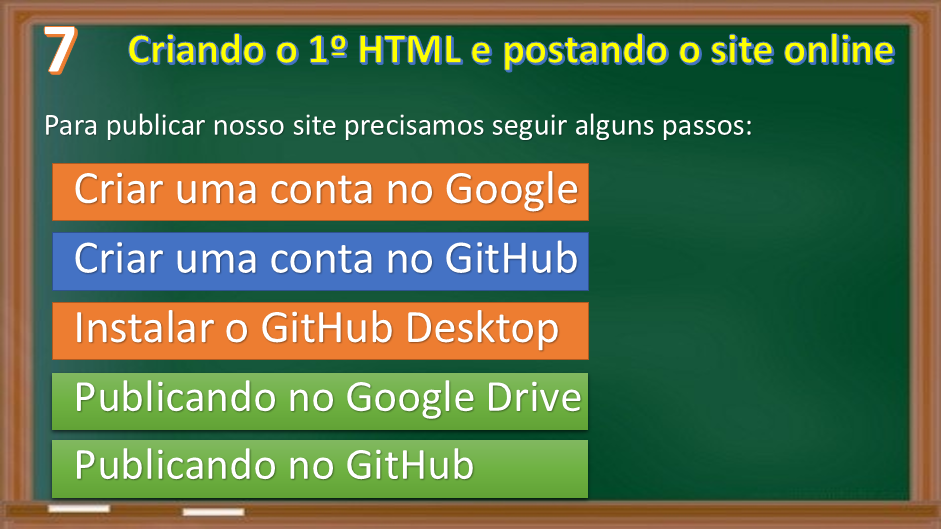 7
Criando o 1º HTML e postando o site online
Para publicar nosso site precisamos seguir alguns passos:
Criar uma conta no Google
Criar uma conta no GitHub
Instalar o GitHub Desktop
Publicando no Google Drive
Publicando no GitHub